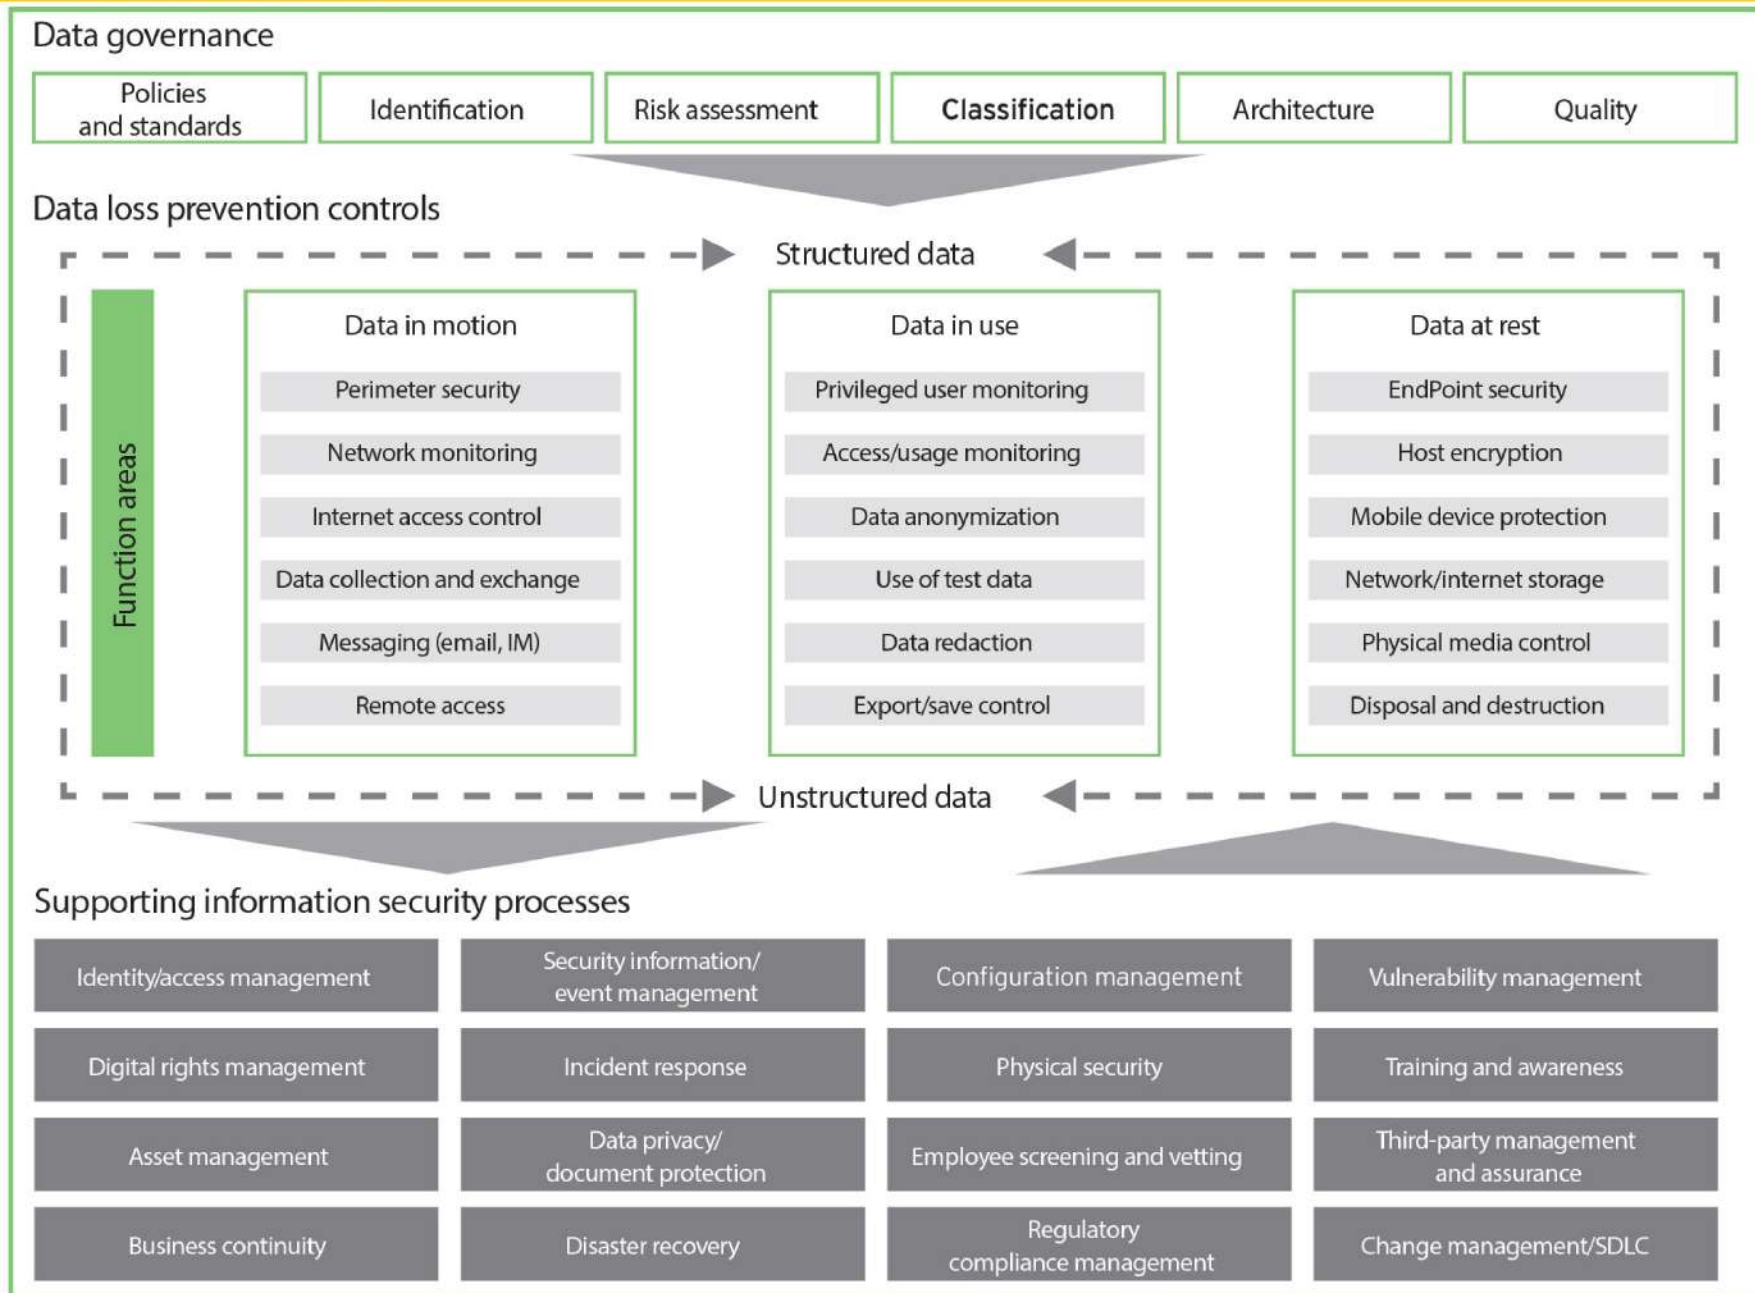 Data governance
Policies
and standards
Identification
Risk assessment
Classification
Architecture
Quality
Data loss prevention controls
Structured data
Function areas
Data in motion
Perimeter security
Network monitoring
Internet access control
Data collection and exchange
Messaging (email, IM)
Remote access
Data in use
Privileged user monitoring
Access/usage monitoring
Data anonymization
Use of test data
Data redaction
Export/save control
Data at rest
EndPoint security
Host encryption
Mobile device protection
Network/internet storage
Physical media control
Disposal and destruction
Unstructured data
Supporting information security processes
Identity/access management
Security information/
event management
Configuration management
Vulnerability management
Digital rights management
Incident response
Physical security
Training and awareness
Asset management
Data privacy/
document protection
Employee screening and vetting
Third-party management
and assurance
Business continuity
Disaster recovery
Regulatory
compliance management
Change management/SDLC